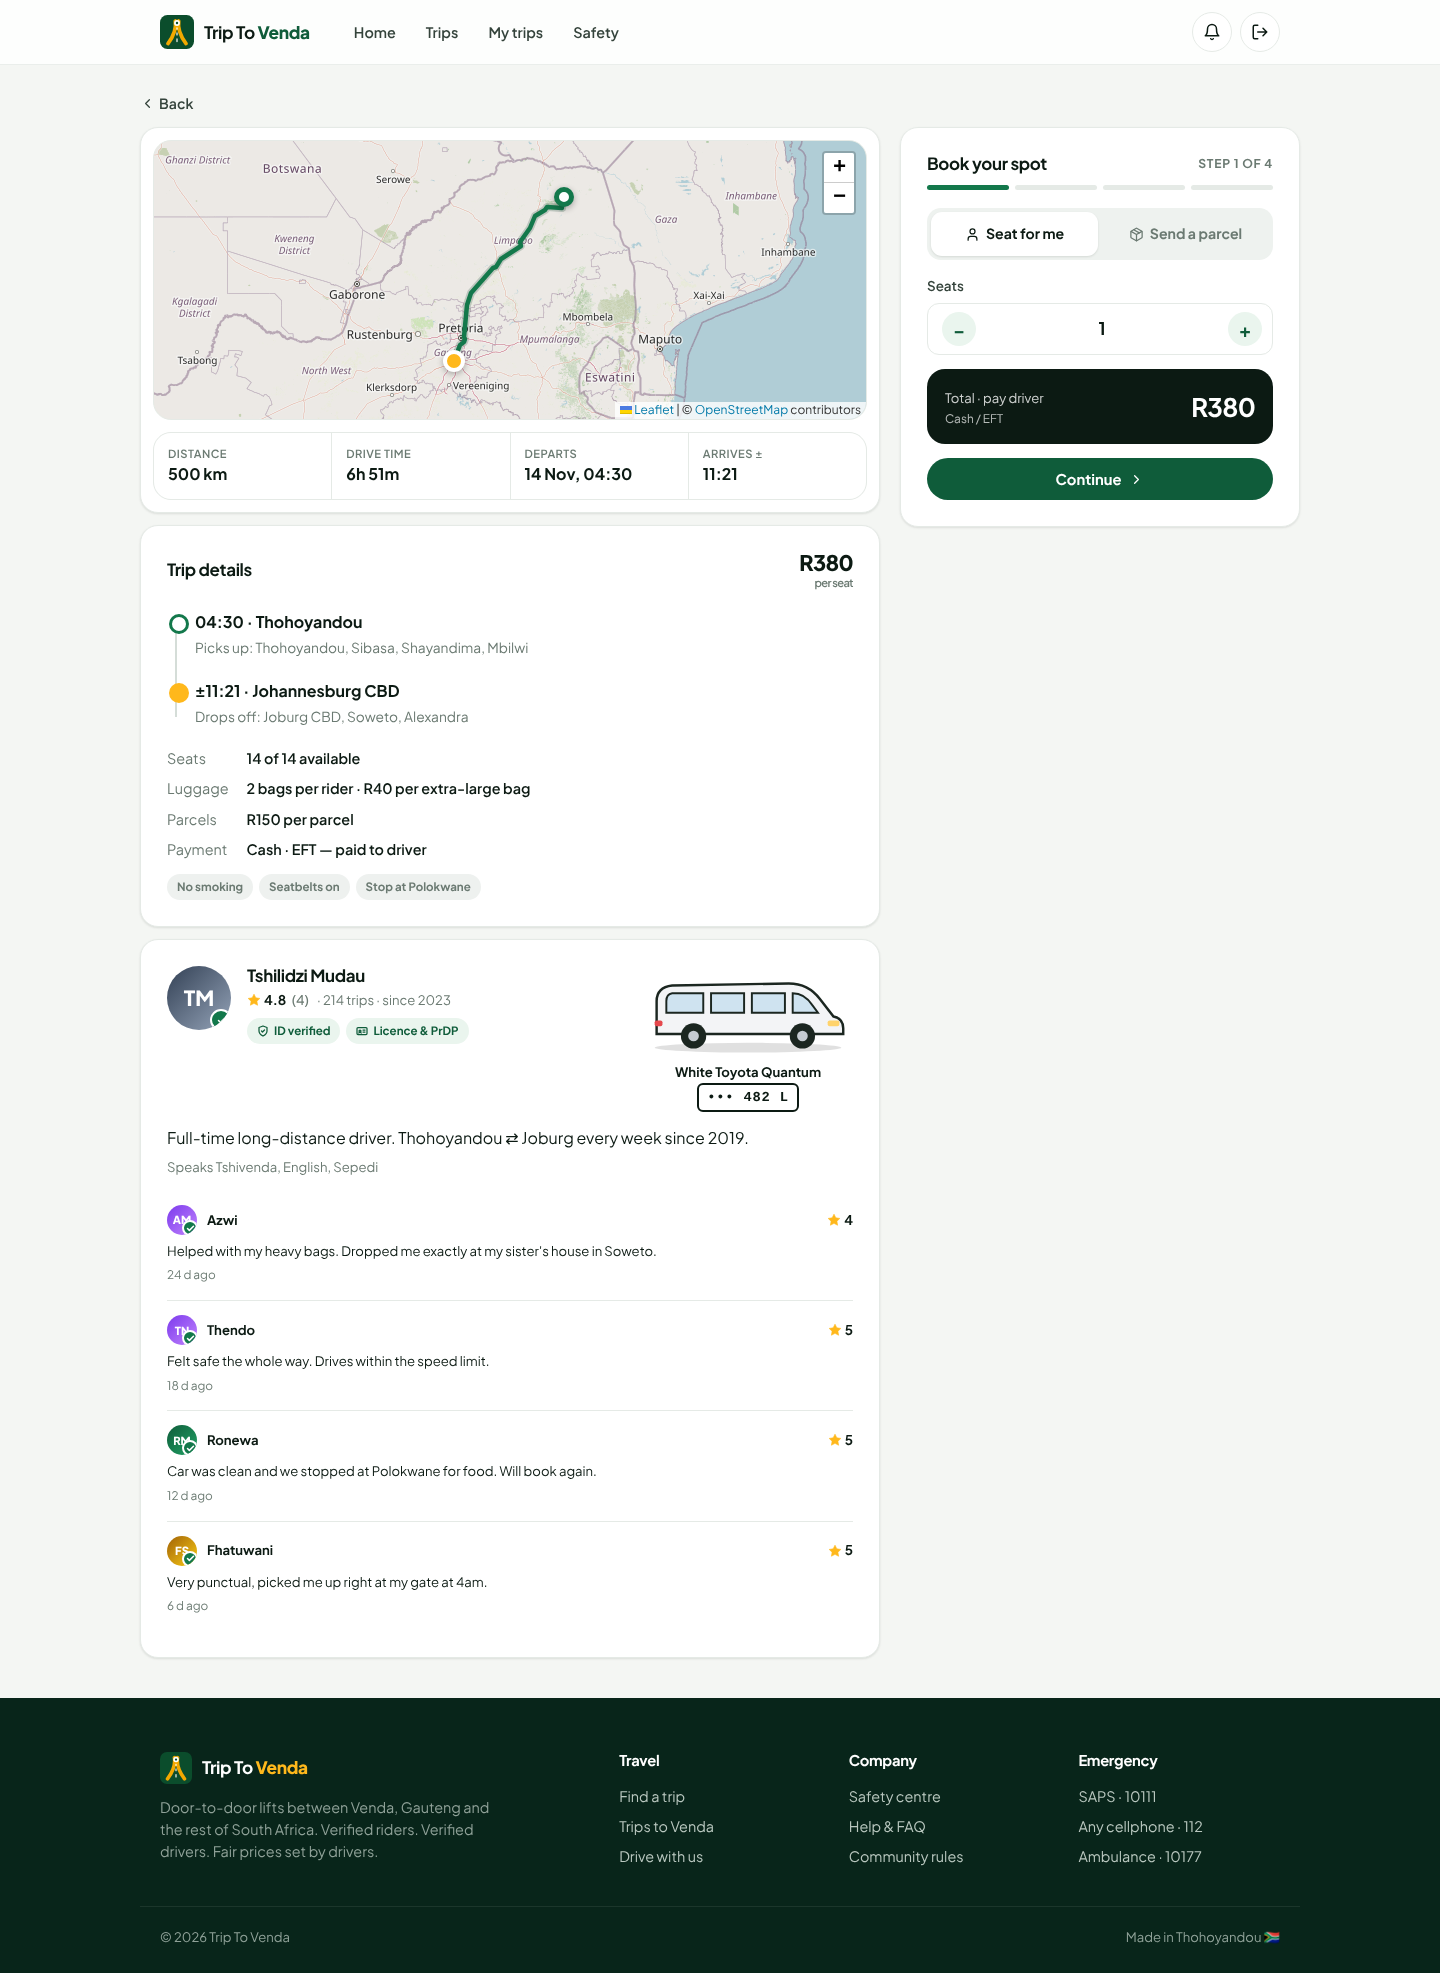 Trip To Venda
Home
Trips
My trips
Safety
Back
Ghanzi District
Botswana
Serowe
Kweneng
District
Limpopo
Gaza
Inhambane
Inhambane
Gaborone
Kgalagadi
District
Xai-Xai
Rustenburg
Pretoria
Mbombela
Mpumalanga
Maputo
Tsabong
North West
Klerksdorp
Vereeniging
Eswatini
+
−
Leaflet | © OpenStreetMap contributors
DISTANCE
500 km
DRIVE TIME
6h 51m
DEPARTS
14 Nov, 04:30
ARRIVES ±
11:21
Book your spot
STEP 1 OF 4
Seat for me
Send a parcel
Seats
−
1
+
Total · pay driver
Cash / EFT
R380
Continue
Trip details
R380
per seat
04:30 · Thohoyandou
Picks up: Thohoyandou, Sibasa, Shayandima, Mbilwi
±11:21 · Johannesburg CBD
Drops off: Joburg CBD, Soweto, Alexandra
Seats 14 of 14 available
Luggage 2 bags per rider · R40 per extra-large bag
Parcels R150 per parcel
Payment Cash · EFT — paid to driver
No smoking
Seatbelts on
Stop at Polokwane
TM
Tshilidzi Mudau
4.8 (4) · 214 trips · since 2023
ID verified
Licence & PrDP
White Toyota Quantum
••• 482 L
Full-time long-distance driver. Thohoyandou ⇄ Joburg every week since 2019.
Speaks Tshivenda, English, Sepedi
AM
Azwi
4
Helped with my heavy bags. Dropped me exactly at my sister's house in Soweto.
24 d ago
Thendo
5
Felt safe the whole way. Drives within the speed limit.
18 d ago
RM
Ronewa
5
Car was clean and we stopped at Polokwane for food. Will book again.
12 d ago
FS
Fhatuwani
5
Very punctual, picked me up right at my gate at 4am.
6 d ago
Trip To Venda
Door-to-door lifts between Venda, Gauteng and
the rest of South Africa. Verified riders. Verified
drivers. Fair prices set by drivers.
Travel
Find a trip
Trips to Venda
Drive with us
Company
Safety centre
Help & FAQ
Community rules
Emergency
SAPS · 10111
Any cellphone · 112
Ambulance · 10177
© 2026 Trip To Venda
Made in Thohoyandou 🇿🇦